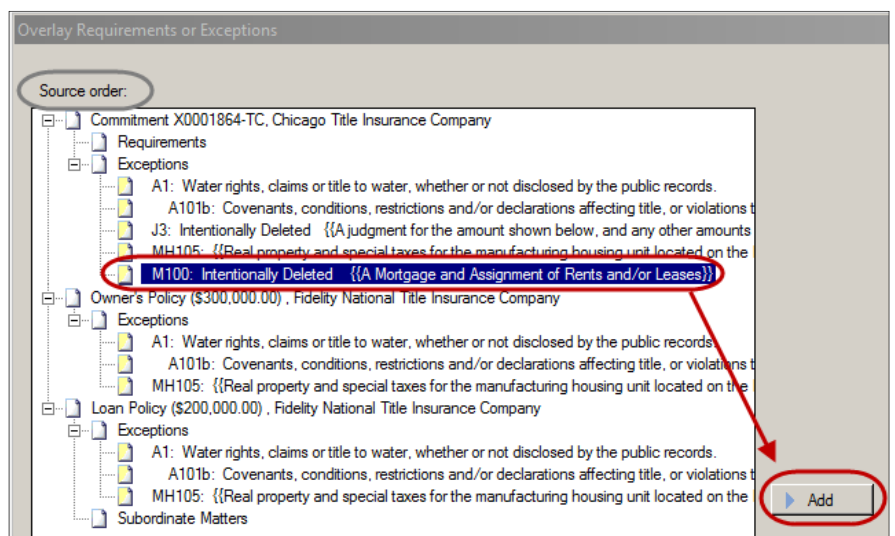 Overlay Requirements or Exceptions
Source order:
Commitment X0001864-TC, Chicago Title Insurance Company
Requirements
Exceptions
A1: Water rights, claims or title to water, whether or not disclosed by the public records.
A101b: Covenants, conditions, restrictions and/or declarations affecting title, or violations t
J3: Intentionally Deleted {{A judgment for the amount shown below, and any other amounts
MH105: {{Real property and special taxes for the manufacturing housing unit located on the
M100: Intentionally Deleted {{A Mortgage and Assignment of Rents and/or Leases}}
Owner's Policy ($300,000.00) , Fidelity National Title Insurance Company
Exceptions
A1: Water rights, claims or title to water, whether or not disclosed by the public records.
A101b: Covenants, conditions, restrictions and/or declarations affecting title, or violations t
MH105: {{Real property and special taxes for the manufacturing housing unit located on the
Loan Policy ($200,000.00) , Fidelity National Title Insurance Company
Exceptions
A1: Water rights, claims or title to water, whether or not disclosed by the public records.
A101b: Covenants, conditions, restrictions and/or declarations affecting title, or violations t
MH105: {{Real property and special taxes for the manufacturing housing unit located on the
Add
Subordinate Matters